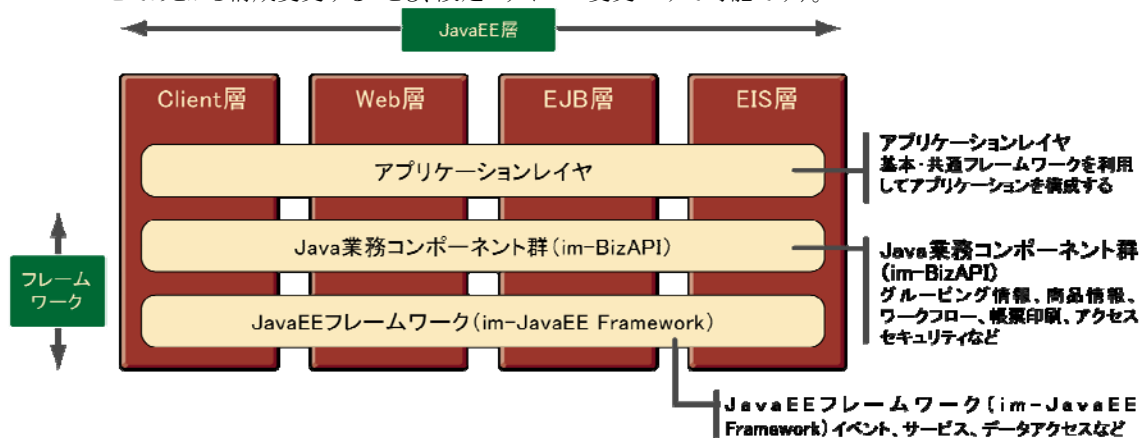 JavaEE層
Client層
Web層
EJB層
EIS層
アプリケーションレイヤ
Java業務コンポーネント群(im-BizAPI)
JavaEEフレームワーク(im-JavaEE Framework)
フレーム
ワーク
アプリケーションレイヤ
基本・共通フレームワークを利用
してアプリケーションを構成する
Java業務コンポーネント群
(im-BizAPI)
グルーピング情報、商品情報、
ワークフロー、帳票印刷、アクセス
セキュリティなど
JavaEEフレームワーク(im-JavaEE
Framework)イベント、サービス、データアクセスなど